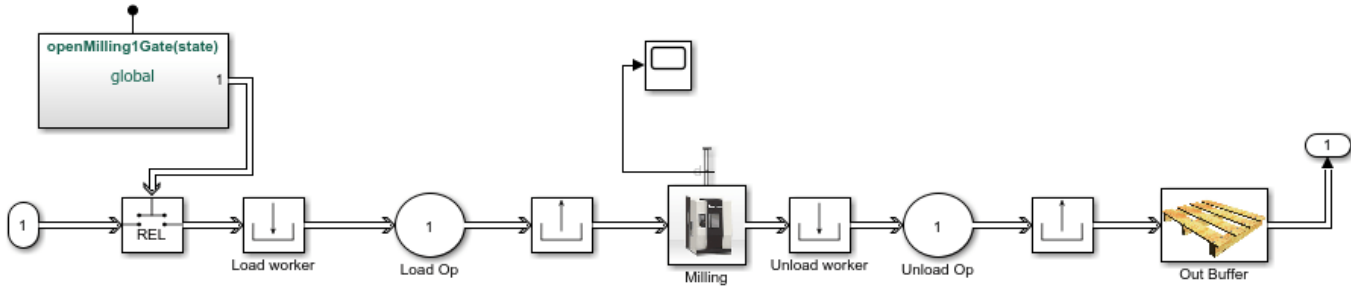 openMilling1Gate(state)
global
1
1
1
REL
1
1
Load worker
Load Op
Milling
Unload worker
Unload Op
Out Buffer